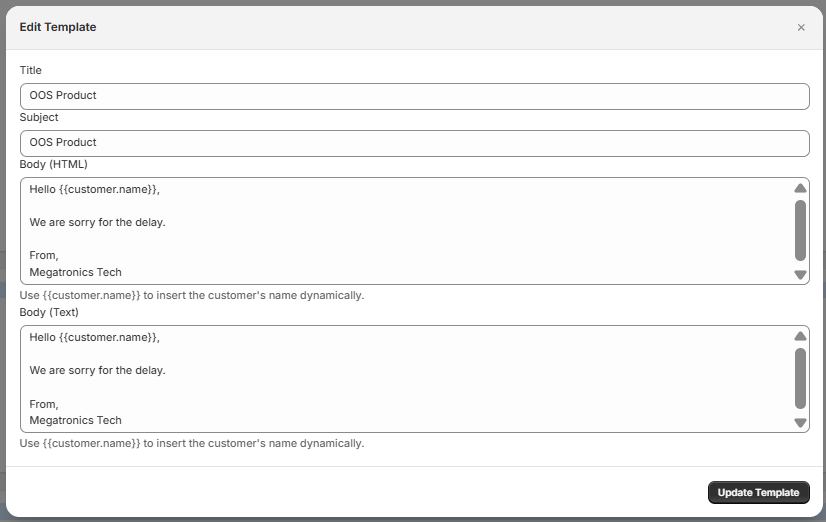 Edit Template
×
Title
OOS Product
Subject
OOS Product
Body (HTML)
Hello {{customer.name}},
We are sorry for the delay.
From,
Megatronics Tech
Use {{customer.name}} to insert the customer's name dynamically.
Body (Text)
Hello {{customer.name}},
We are sorry for the delay.
From,
Megatronics Tech
Use {{customer.name}} to insert the customer's name dynamically.
Update Template